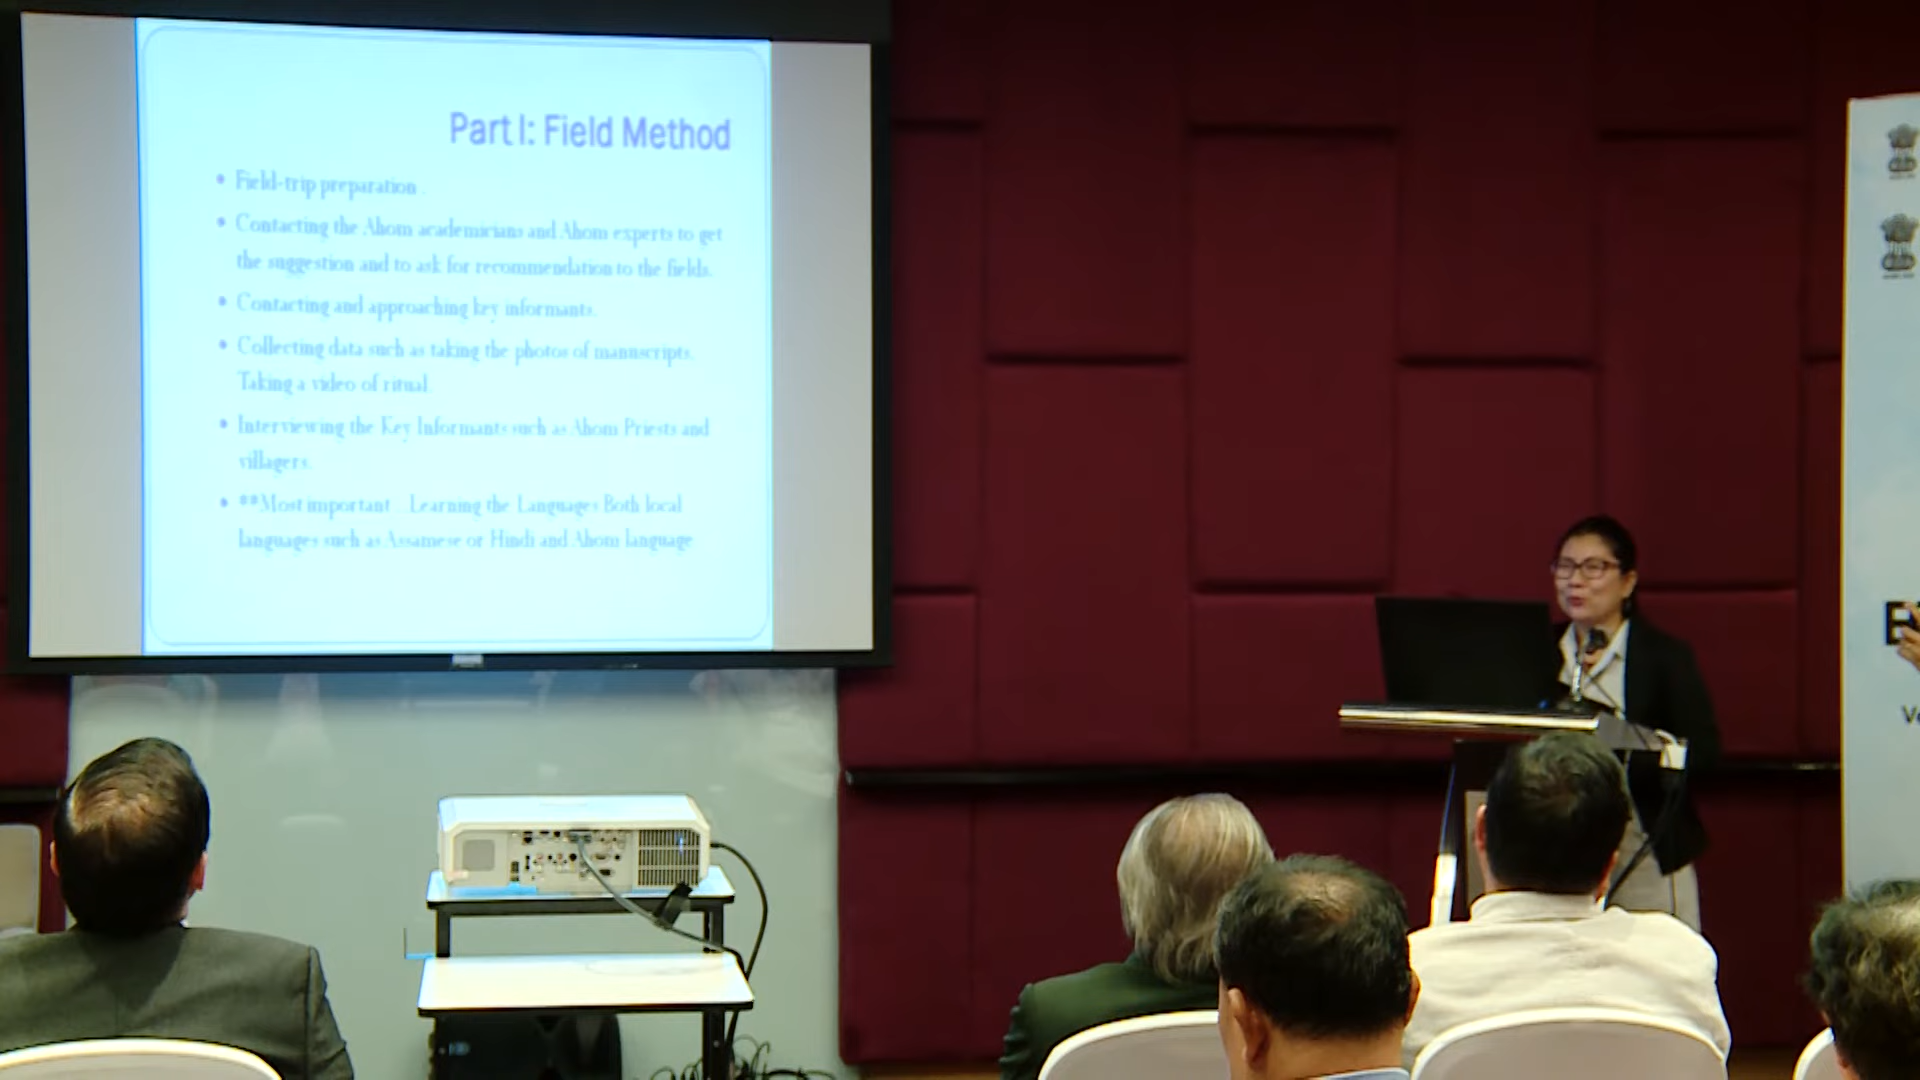 Part I: Field Method
• Field-trip preparation .
• Contacting the Ahom academicians and Ahom experts to get
the suggestion and to ask for recommendation to the fields.
• Contacting and approaching key informants.
• Collecting data such as taking the photos of manuscripts.
Taking a video of ritual.
• Interviewing the Key Informants such as Ahom Priests and
villagers.
• **Most important... Learning the Languages Both local
languages such as Assamese or Hindi and Ahom language